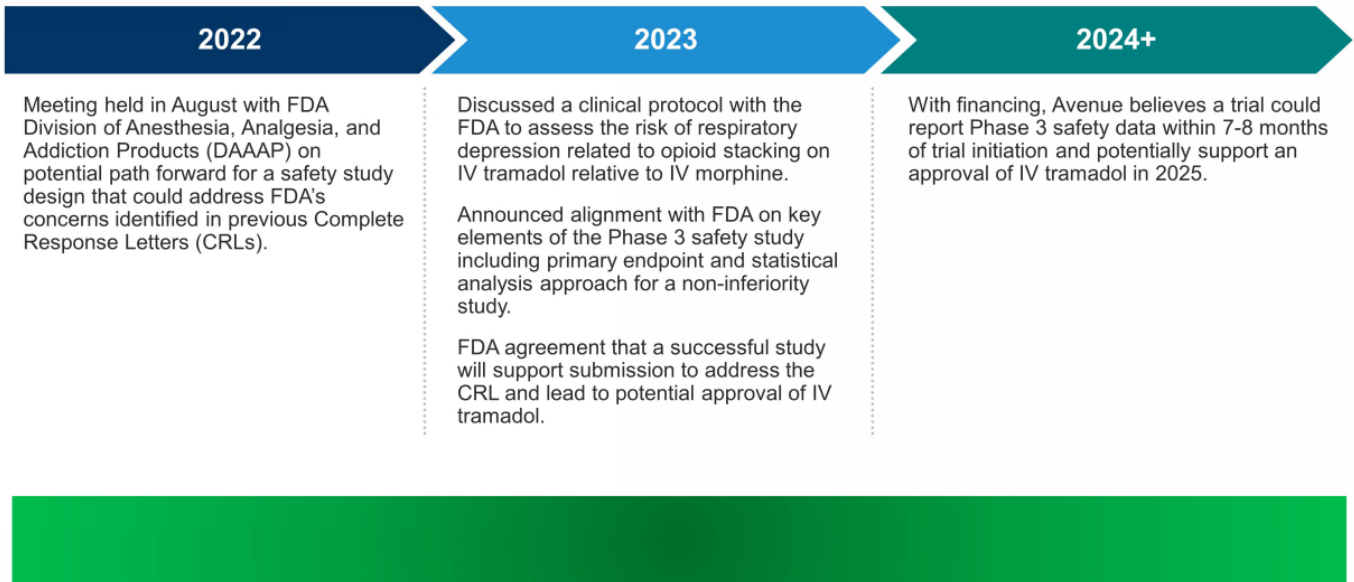 2022
Meeting held in August with FDA
Division of Anesthesia, Analgesia, and
Addiction Products (DAAAP) on
potential path forward for a safety study
design that could address FDA's
concerns identified in previous Complete
Response Letters (CRLs).
2023
Discussed a clinical protocol with the
FDA to assess the risk of respiratory
depression related to opioid stacking on
IV tramadol relative to IV morphine.
Announced alignment with FDA on key
elements of the Phase 3 safety study
including primary endpoint and statistical
analysis approach for a non-inferiority
study.
FDA agreement that a successful study
will support submission to address the
CRL and lead to potential approval of IV
tramadol.
2024+
With financing, Avenue believes a trial could
report Phase 3 safety data within 7-8 months
of trial initiation and potentially support an
approval of IV tramadol in 2025.